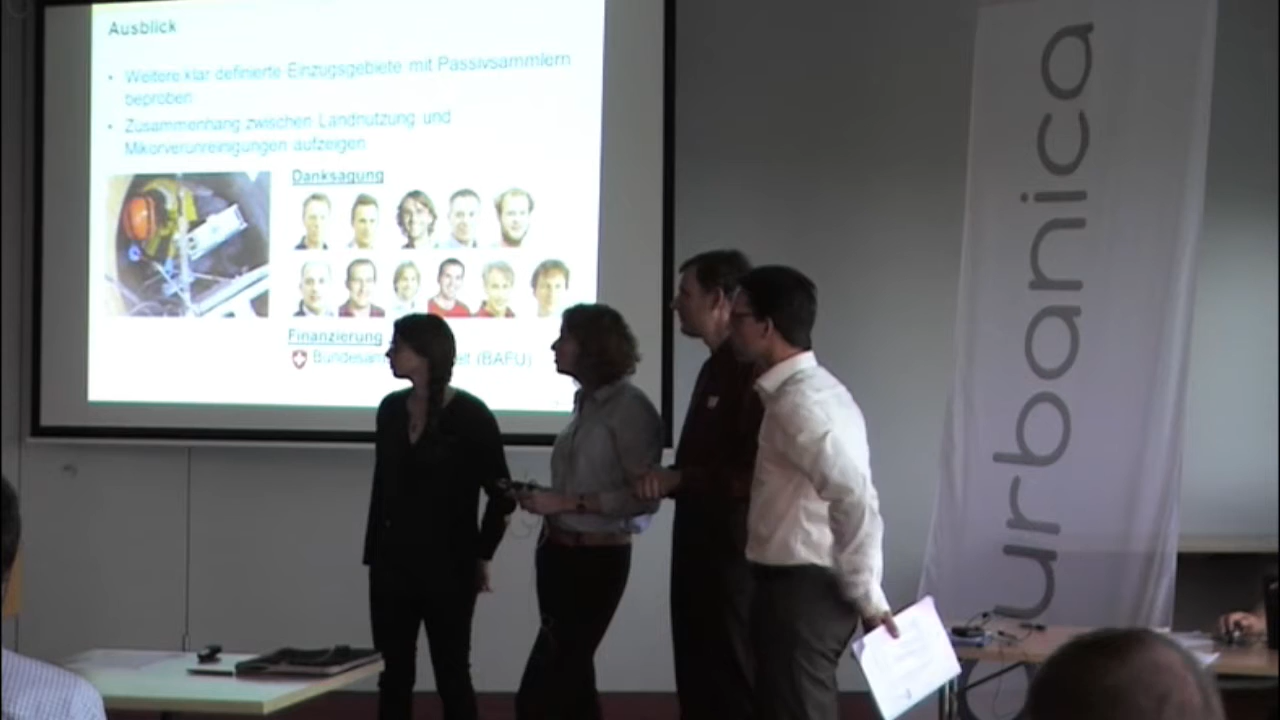 Ausblick
• Weitere klar definierte Einzugsgebiete mit Passivsammlern
beproben
• Zusammenhang zwischen Landnutzung und
Mikorverunreinigungen aufzeigen
Danksagung
Finanzierung
(BAFU)
urbanica